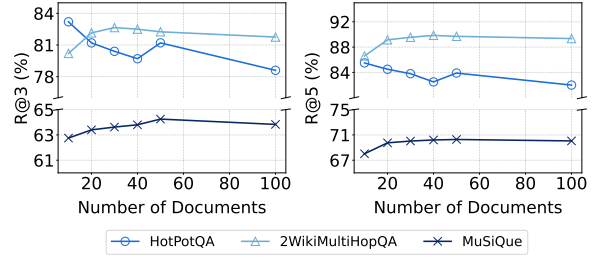 R@3 (%)
84
81
78
65
63
61
20 40 60 80 100
Number of Documents
R@5 (%)
92
88
84
75
71
67
20 40 60 80 100
Number of Documents
HotPotQA 2WikiMultiHopQA MuSiQue